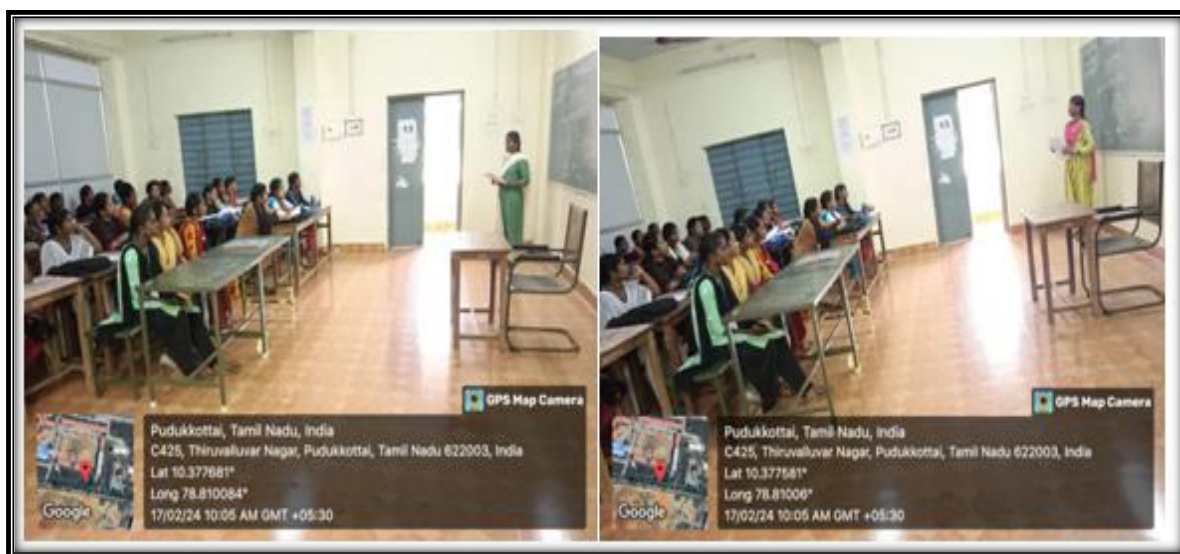 GPS Map Camera
Pudukkottai, Tamil Nadu, India
C425, Thiruvalluvar Nagar, Pudukkottai, Tamil Nadu 622003, India
Lat 10.377681°
Long 78.810084°
17/02/24 10:05 AM GMT +05:30
Google
GPS Map Camera
Pudukkottai, Tamil Nadu, India
C425, Thiruvalluvar Nagar, Pudukkottai, Tamil Nadu 622003, India
Lat 10.377581°
Long 78.81006°
17/02/24 10:05 AM GMT +05:30
Google